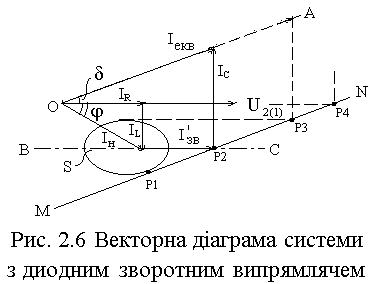 A
Iекв
δ
IC
O
IR
N
φ
U2(1)
P4
IL
P3
B
Iн
I'зв
C
S
P2
P1
M
Рис. 2.6 Векторна діаграма системи
з диодним зворотним випрямлячем